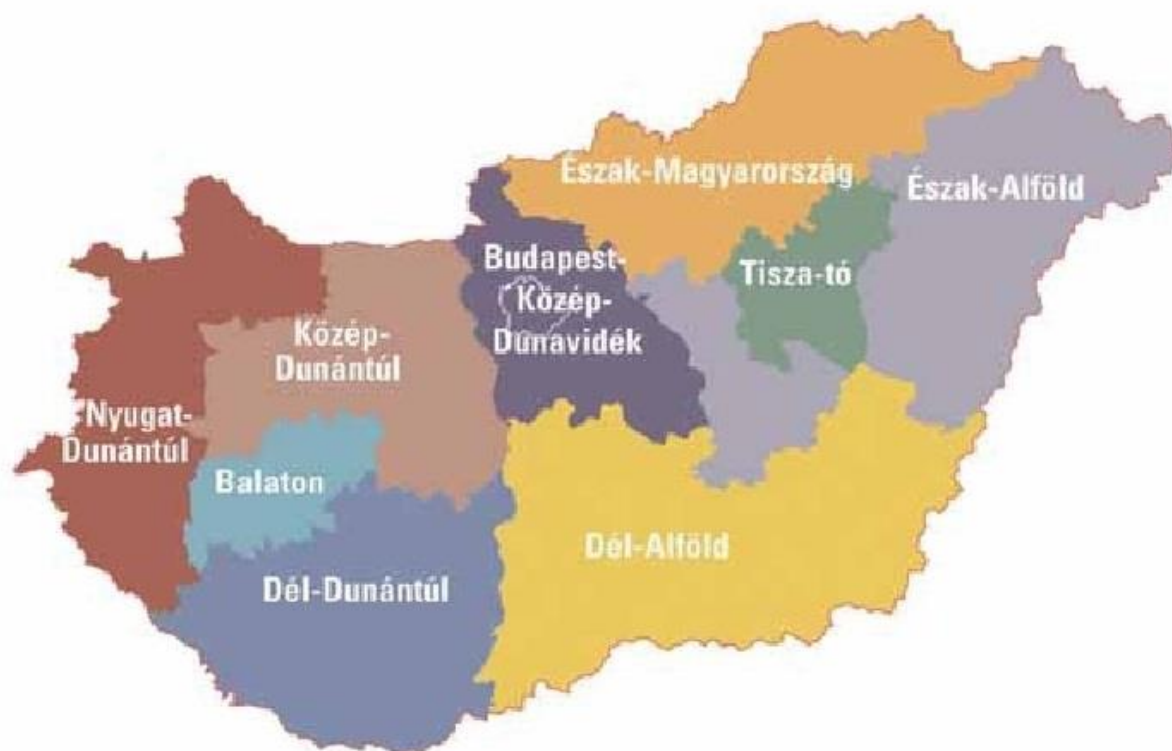 Észak-Magyarország
Észak-Alföld
Budapest-
Közép-
Dunavidék
Tisza-tó
Közép-
Dunántúl
Nyugat-
Dunántúl
Balaton
Dél-Alföld
Dél-Dunántúl